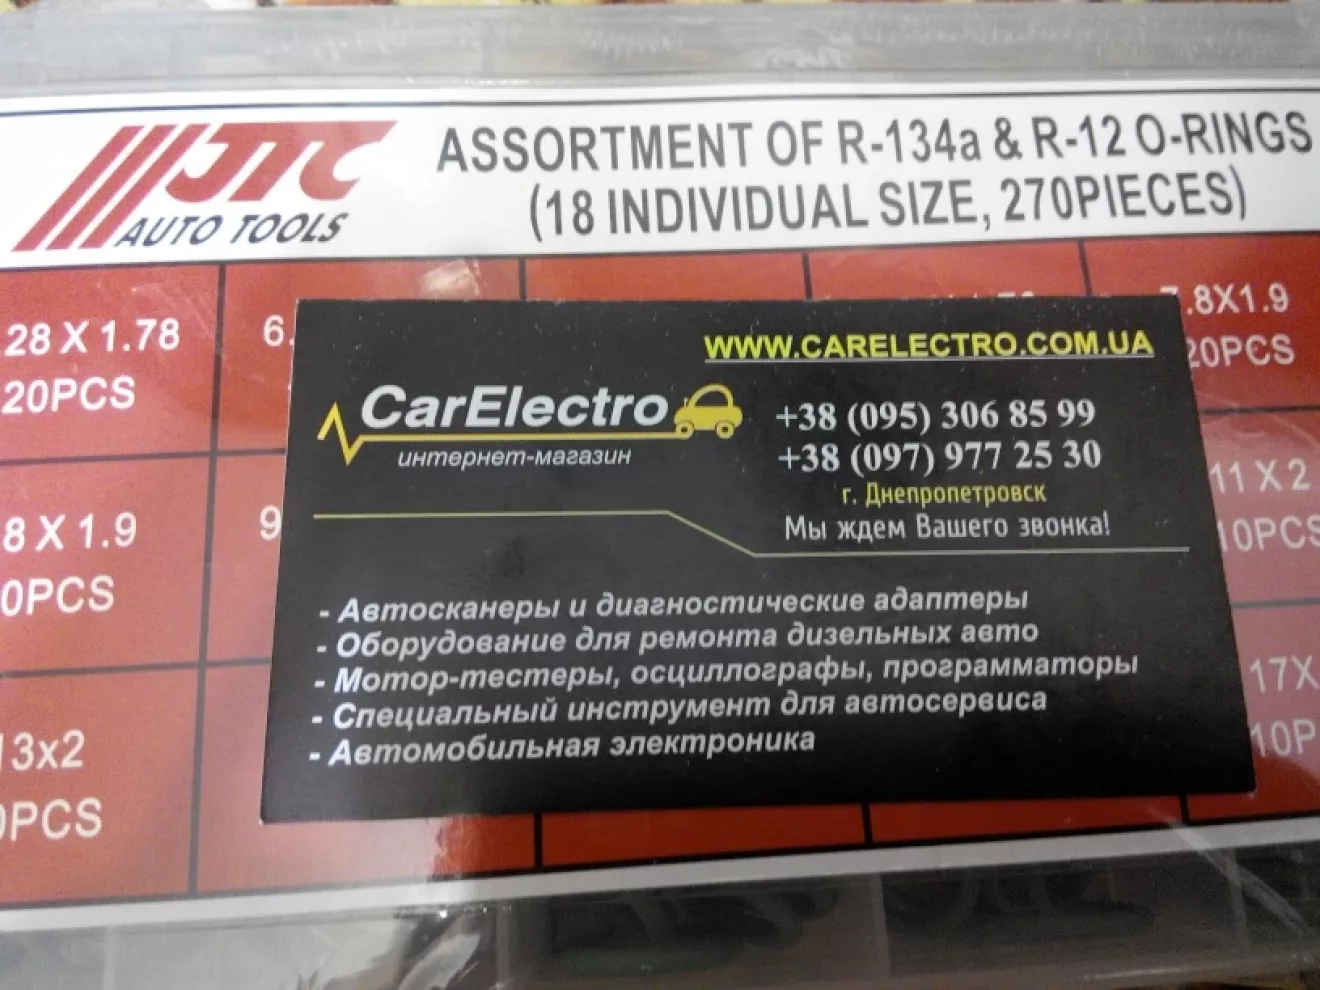 JTC
AUTO TOOLS
ASSORTMENT OF R-134a & R-12 O-RINGS
(18 INDIVIDUAL SIZE, 270PIECES)
.28 X 1.78
20PCS
6.
7.8X1.9
20PCS
WWW.CARELECTRO.COM.UA
CarElectro
интернет-магазин
+38 (095) 306 85 99
+38 (097) 977 25 30
г. Днепропетровск
Мы ждем Вашего звонка!
8 X 1.9
0PCS
9
11 X 2
10PCS
- Автосканеры и диагностические адаптеры
- Оборудование для ремонта дизельных авто
- Мотор-тестеры, осциллографы, программаторы
- Специальный инструмент для автосервиса
- Автомобильная электроника
13x2
0PCS
17X
10P